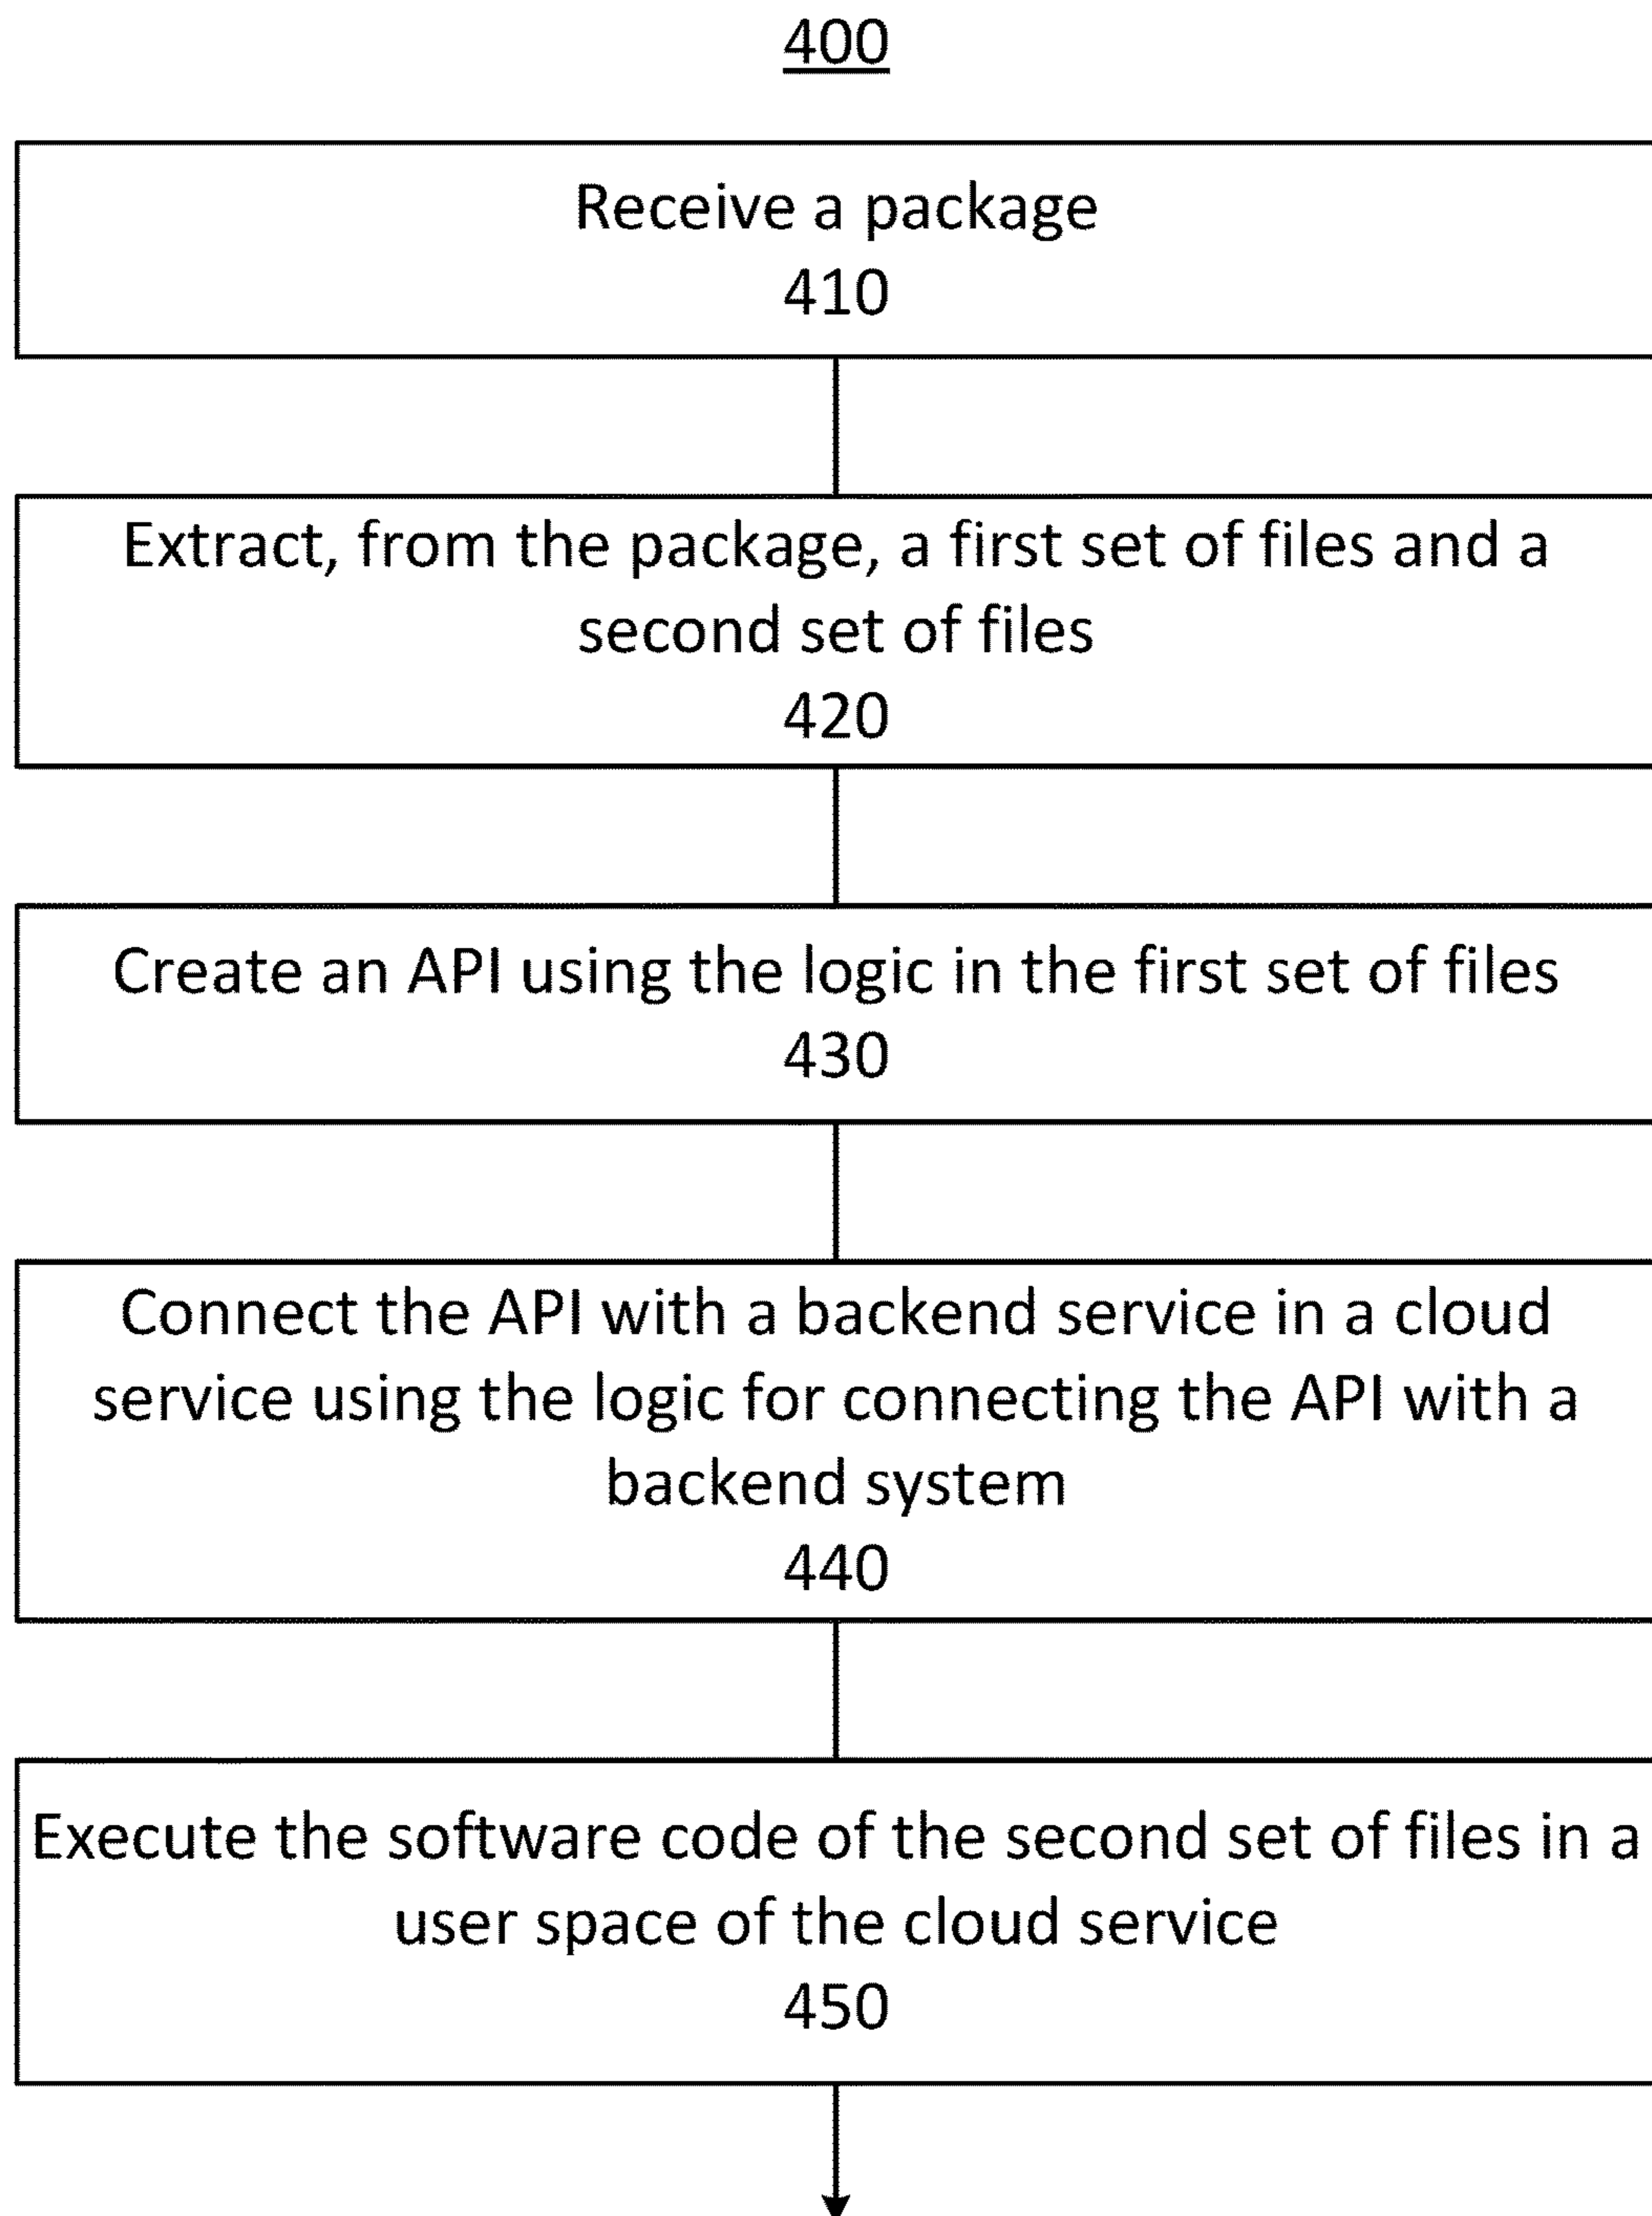 400
Receive a package
410
Extract, from the package, a first set of files and a
second set of files
420
Create an API using the logic in the first set of files
430
Connect the API with a backend service in a cloud
service using the logic for connecting the API with a
backend system
440
Execute the software code of the second set of files in a
user space of the cloud service
450